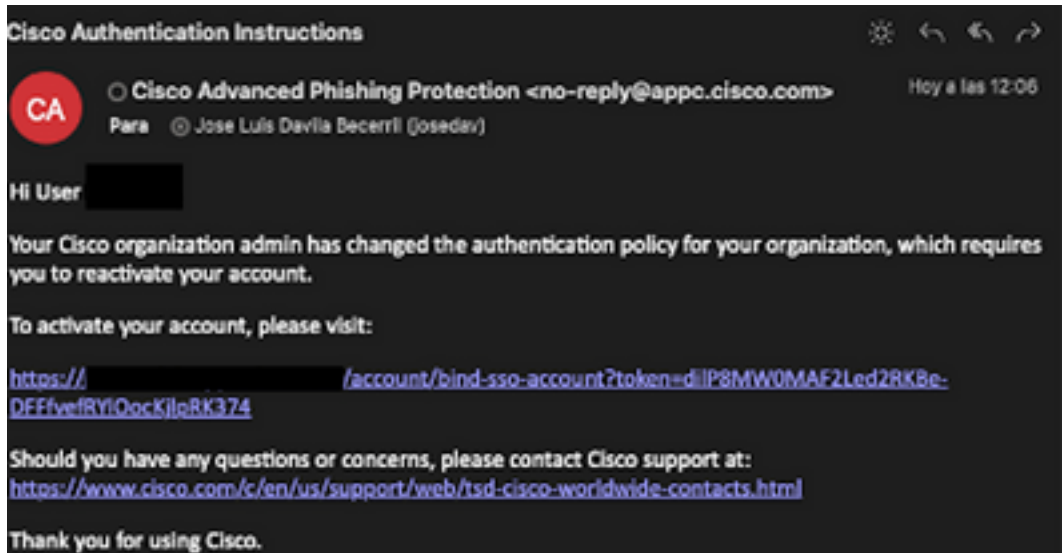 Cisco Authentication Instructions
CA
Cisco Advanced Phishing Protection <no-reply@appc.cisco.com>
Hoy a las 12:06
Para Jose Luis Davila Becerril (josedav)
Hi User
Your Cisco organization admin has changed the authentication policy for your organization, which requires
you to reactivate your account.
To activate your account, please visit:
https:// /account/bind-sso-account?token=
Should you have any questions or concerns, please contact Cisco support at:
https://www.cisco.com/c/en/us/support/web/tsd-cisco-worldwide-contacts.html
Thank you for using Cisco.